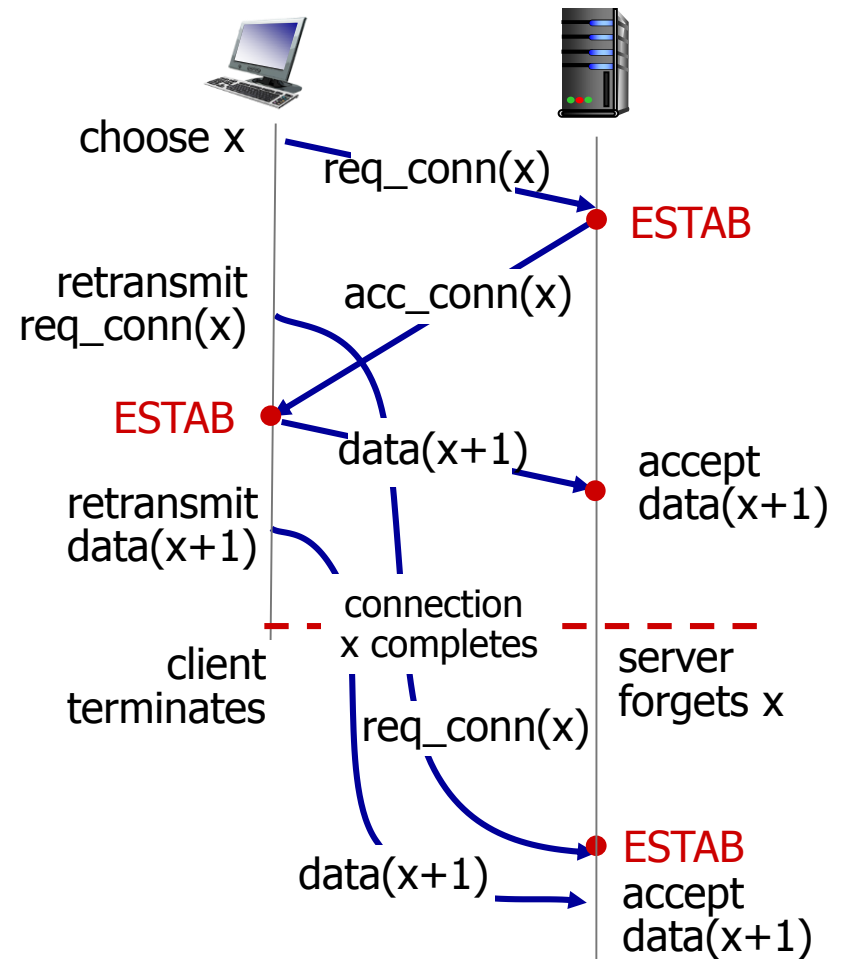 choose x
req_conn(x)
ESTAB
retransmit
req_conn(x)
acc_conn(x)
ESTAB
data(x+1)
accept
data(x+1)
retransmit
data(x+1)
connection
x completes
client
terminates
server
forgets x
req_conn(x)
ESTAB
data(x+1)
accept
data(x+1)